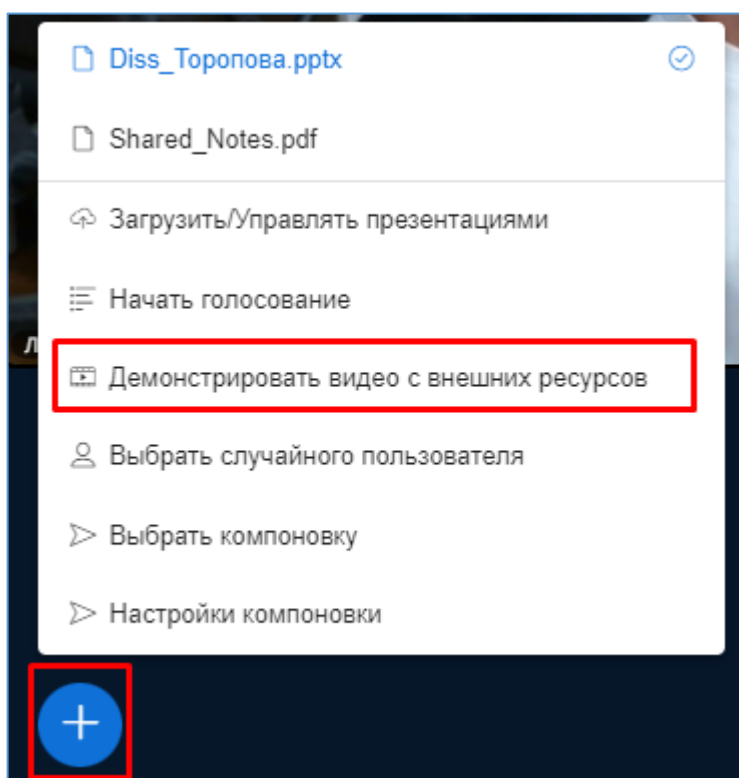 Diss_Торопова.pptx
Shared_Notes.pdf
Загрузить/Управлять презентациями
Начать голосование
Л
Демонстрировать видео с внешних ресурсов
Выбрать случайного пользователя
Выбрать компоновку
Настройки компоновки